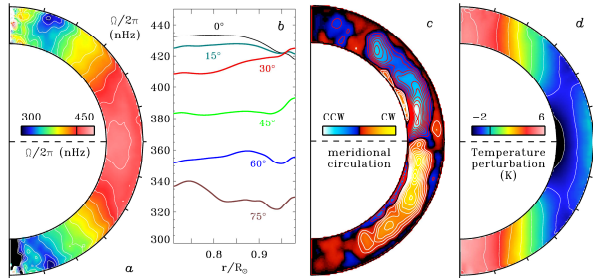 Ω/2π
(nHz)
300 450
Ω/2π (nHz)
a
440
420
400
380
360
340
320
300
b
0°
15°
30°
45°
60°
75°
0.8 0.9
r/R⊙
c
CCW CW
meridional
circulation
d
-2 6
Temperature
perturbation
(K)